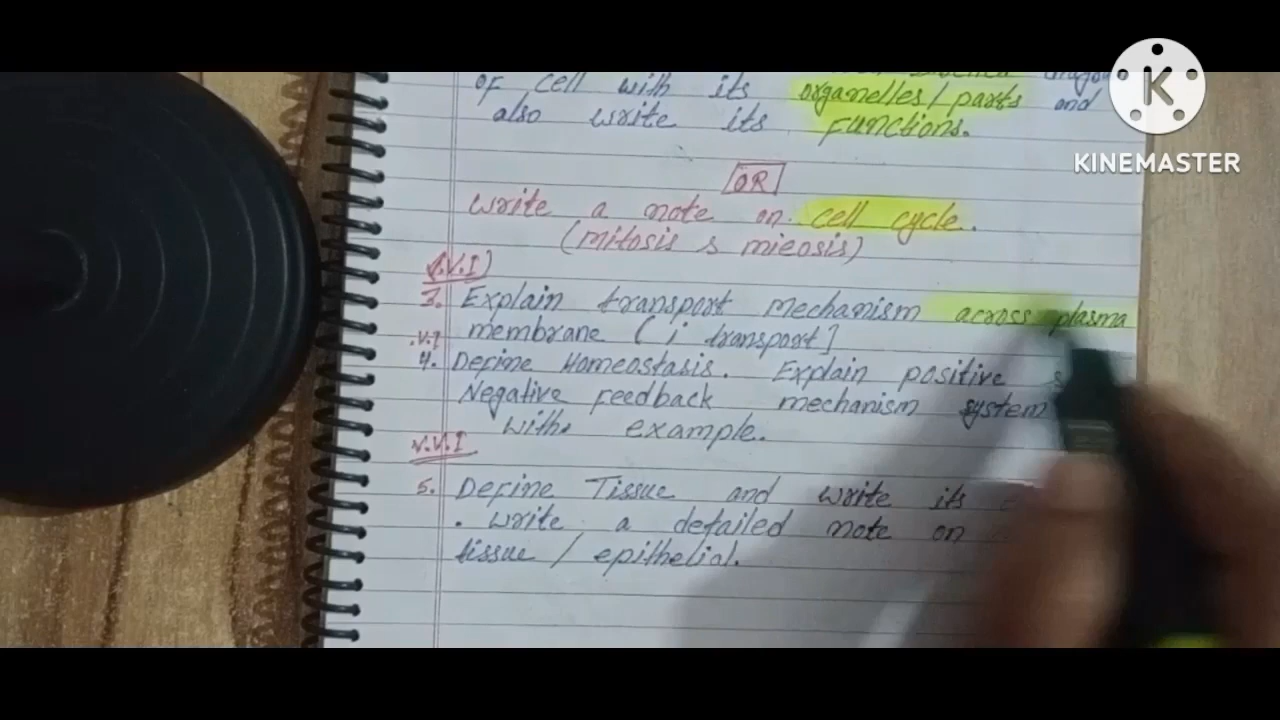 of cell with its organelles/parts and
also write its functions.
OR
write a note on cell cycle.
(mitosis & mieosis)
(V.V.I)
3. Explain transport mechanism across plasma
membrane (i transport]
.v.I
4. Define Homeostasis. Explain positive
Negative Feedback mechanism system
with example.
V.V.I
5. Define Tissue and write its
. write a detailed note on
tissue / epithelial.
K
KINEMASTER